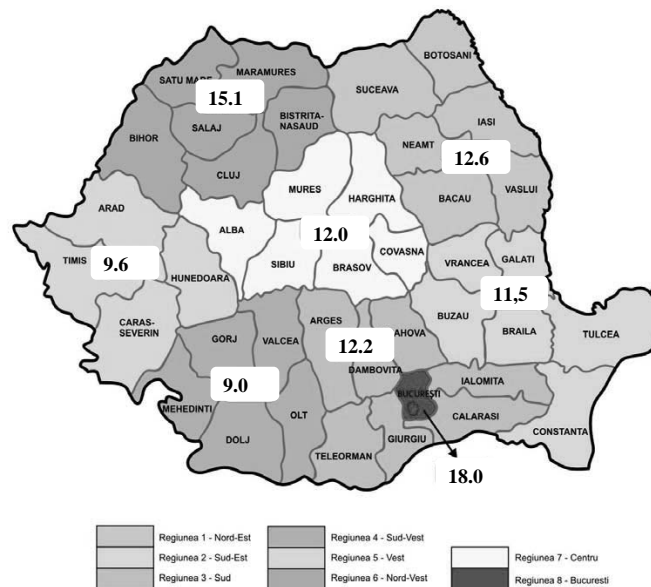 BOTOSANI
MARAMURES
SATU MARE
SUCEAVA
15.1
IASI
BISTRITA-
NASAUD
SALAJ
NEAMT
BIHOR
12.6
CLUJ
MURES
HARGHITA
BACAU
VASLUI
ARAD
ALBA
12.0
COVASNA
TIMIS
9.6
SIBIU
BRASOV
VRANCEA
GALATI
HUNEDOARA
11,5
ARGES
BUZAU
CARAS-
SEVERIN
GORJ
VALCEA
AHOVA
BRAILA
TULCEA
12.2
DAMBOVITA
9.0
IALOMITA
BUCURESTI
MEHEDINTI
OLT
CALARASI
DOLJ
CONSTANTA
GIURGIU
TELEORMAN
18.0
Regiunea 1 - Nord-Est
Regiunea 4 - Sud-Vest
Regiunea 2 - Sud-Est
Regiunea 5 - Vest
Regiunea 7 - Centru
Regiunea 3 - Sud
Regiunea 6 - Nord-Vest
Regiunea 8 - Bucuresti